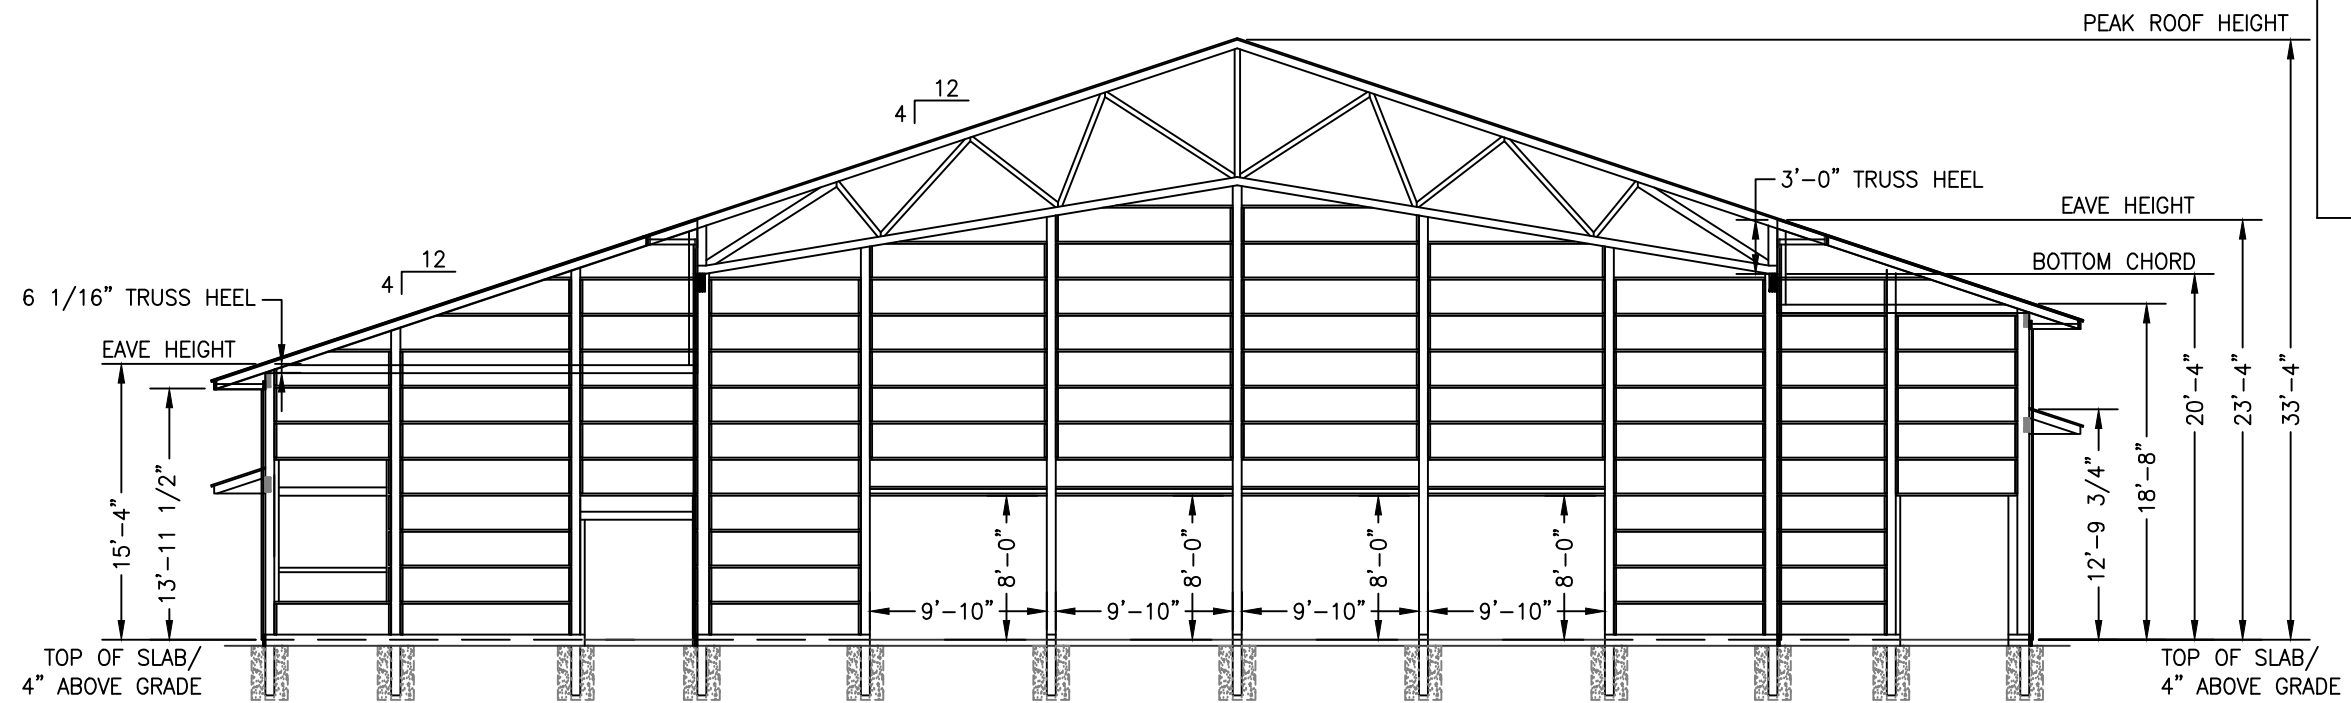 PEAK ROOF HEIGHT
12
4
3'-0" TRUSS HEEL
EAVE HEIGHT
12
4
BOTTOM CHORD
6 1/16" TRUSS HEEL
EAVE HEIGHT
15'-4"
13'-11 1/2"
8'-0"
8'-0"
8'-0"
8'-0"
9'-10"
9'-10"
9'-10"
9'-10"
12'-9 3/4"
18'-8"
20'-4"
23'-4"
33'-4"
TOP OF SLAB/
4" ABOVE GRADE
TOP OF SLAB/
4" ABOVE GRADE